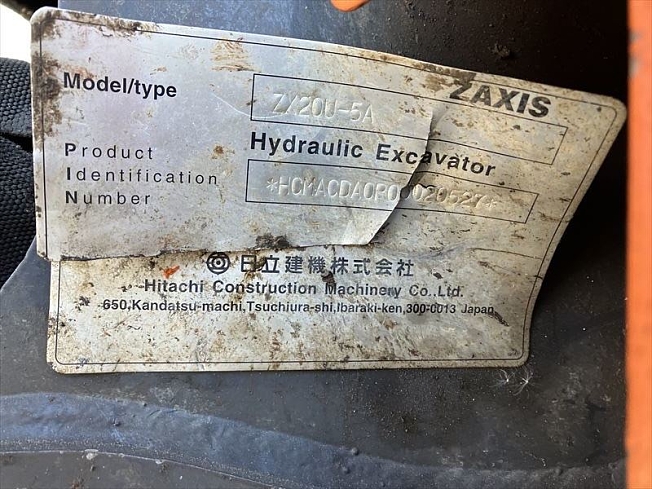 ZAXIS
Model/type ZX20U-5A
Hydraulic Excavator
Product
Identification *HCMACDA0R00020527*
Number
日立建機株式会社
Hitachi Construction Machinery Co.,Ltd.
650,Kandatsu-machi,Tsuchiura-shi,Ibaraki-ken,300-0013 Japan